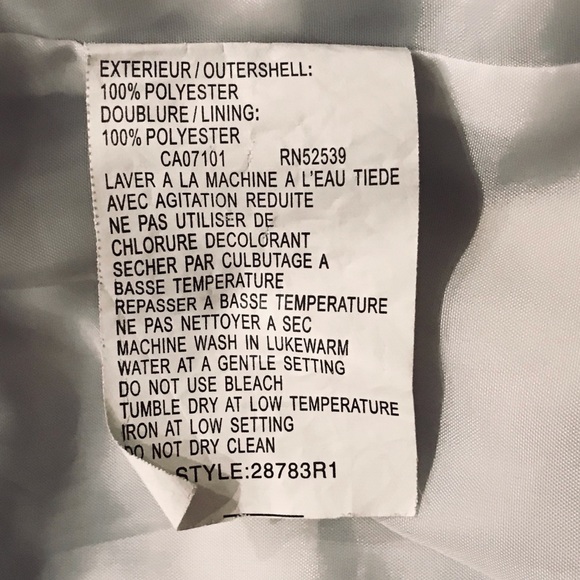 EXTERIEUR/OUTERSHELL:
100% POLYESTER
DOUBLURE/LINING:
100% POLYESTER
CA07101 RN52539
LAVER A LA MACHINE A L'EAU TIEDE
AVEC AGITATION REDUITE
NE PAS UTILISER DE
CHLORURE DECOLORANT
SECHER PAR CULBUTAGE A
BASSE TEMPERATURE
REPASSER A BASSE TEMPERATURE
NE PAS NETTOYER A SEC
MACHINE WASH IN LUKEWARM
WATER AT A GENTLE SETTING
DO NOT USE BLEACH
TUMBLE DRY AT LOW TEMPERATURE
IRON AT LOW SETTING
DO NOT DRY CLEAN
STYLE:28783R1